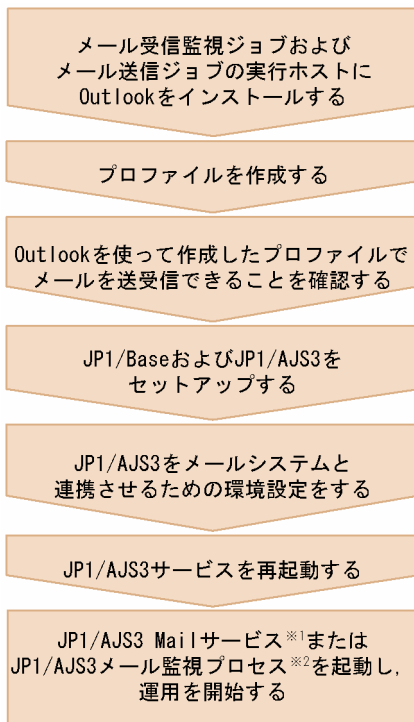 メール受信監視ジョブおよび
メール送信ジョブの実行ホストに
Outlookをインストールする
プロファイルを作成する
Outlookを使って作成したプロファイルで
メールを送受信できることを確認する
JP1/BaseおよびJP1/AJS3を
セットアップする
JP1/AJS3をメールシステムと
連携させるための環境設定をする
JP1/AJS3サービスを再起動する
JP1/AJS3 Mailサービス※1または
JP1/AJS3メール監視プロセス※2を起動し,
運用を開始する